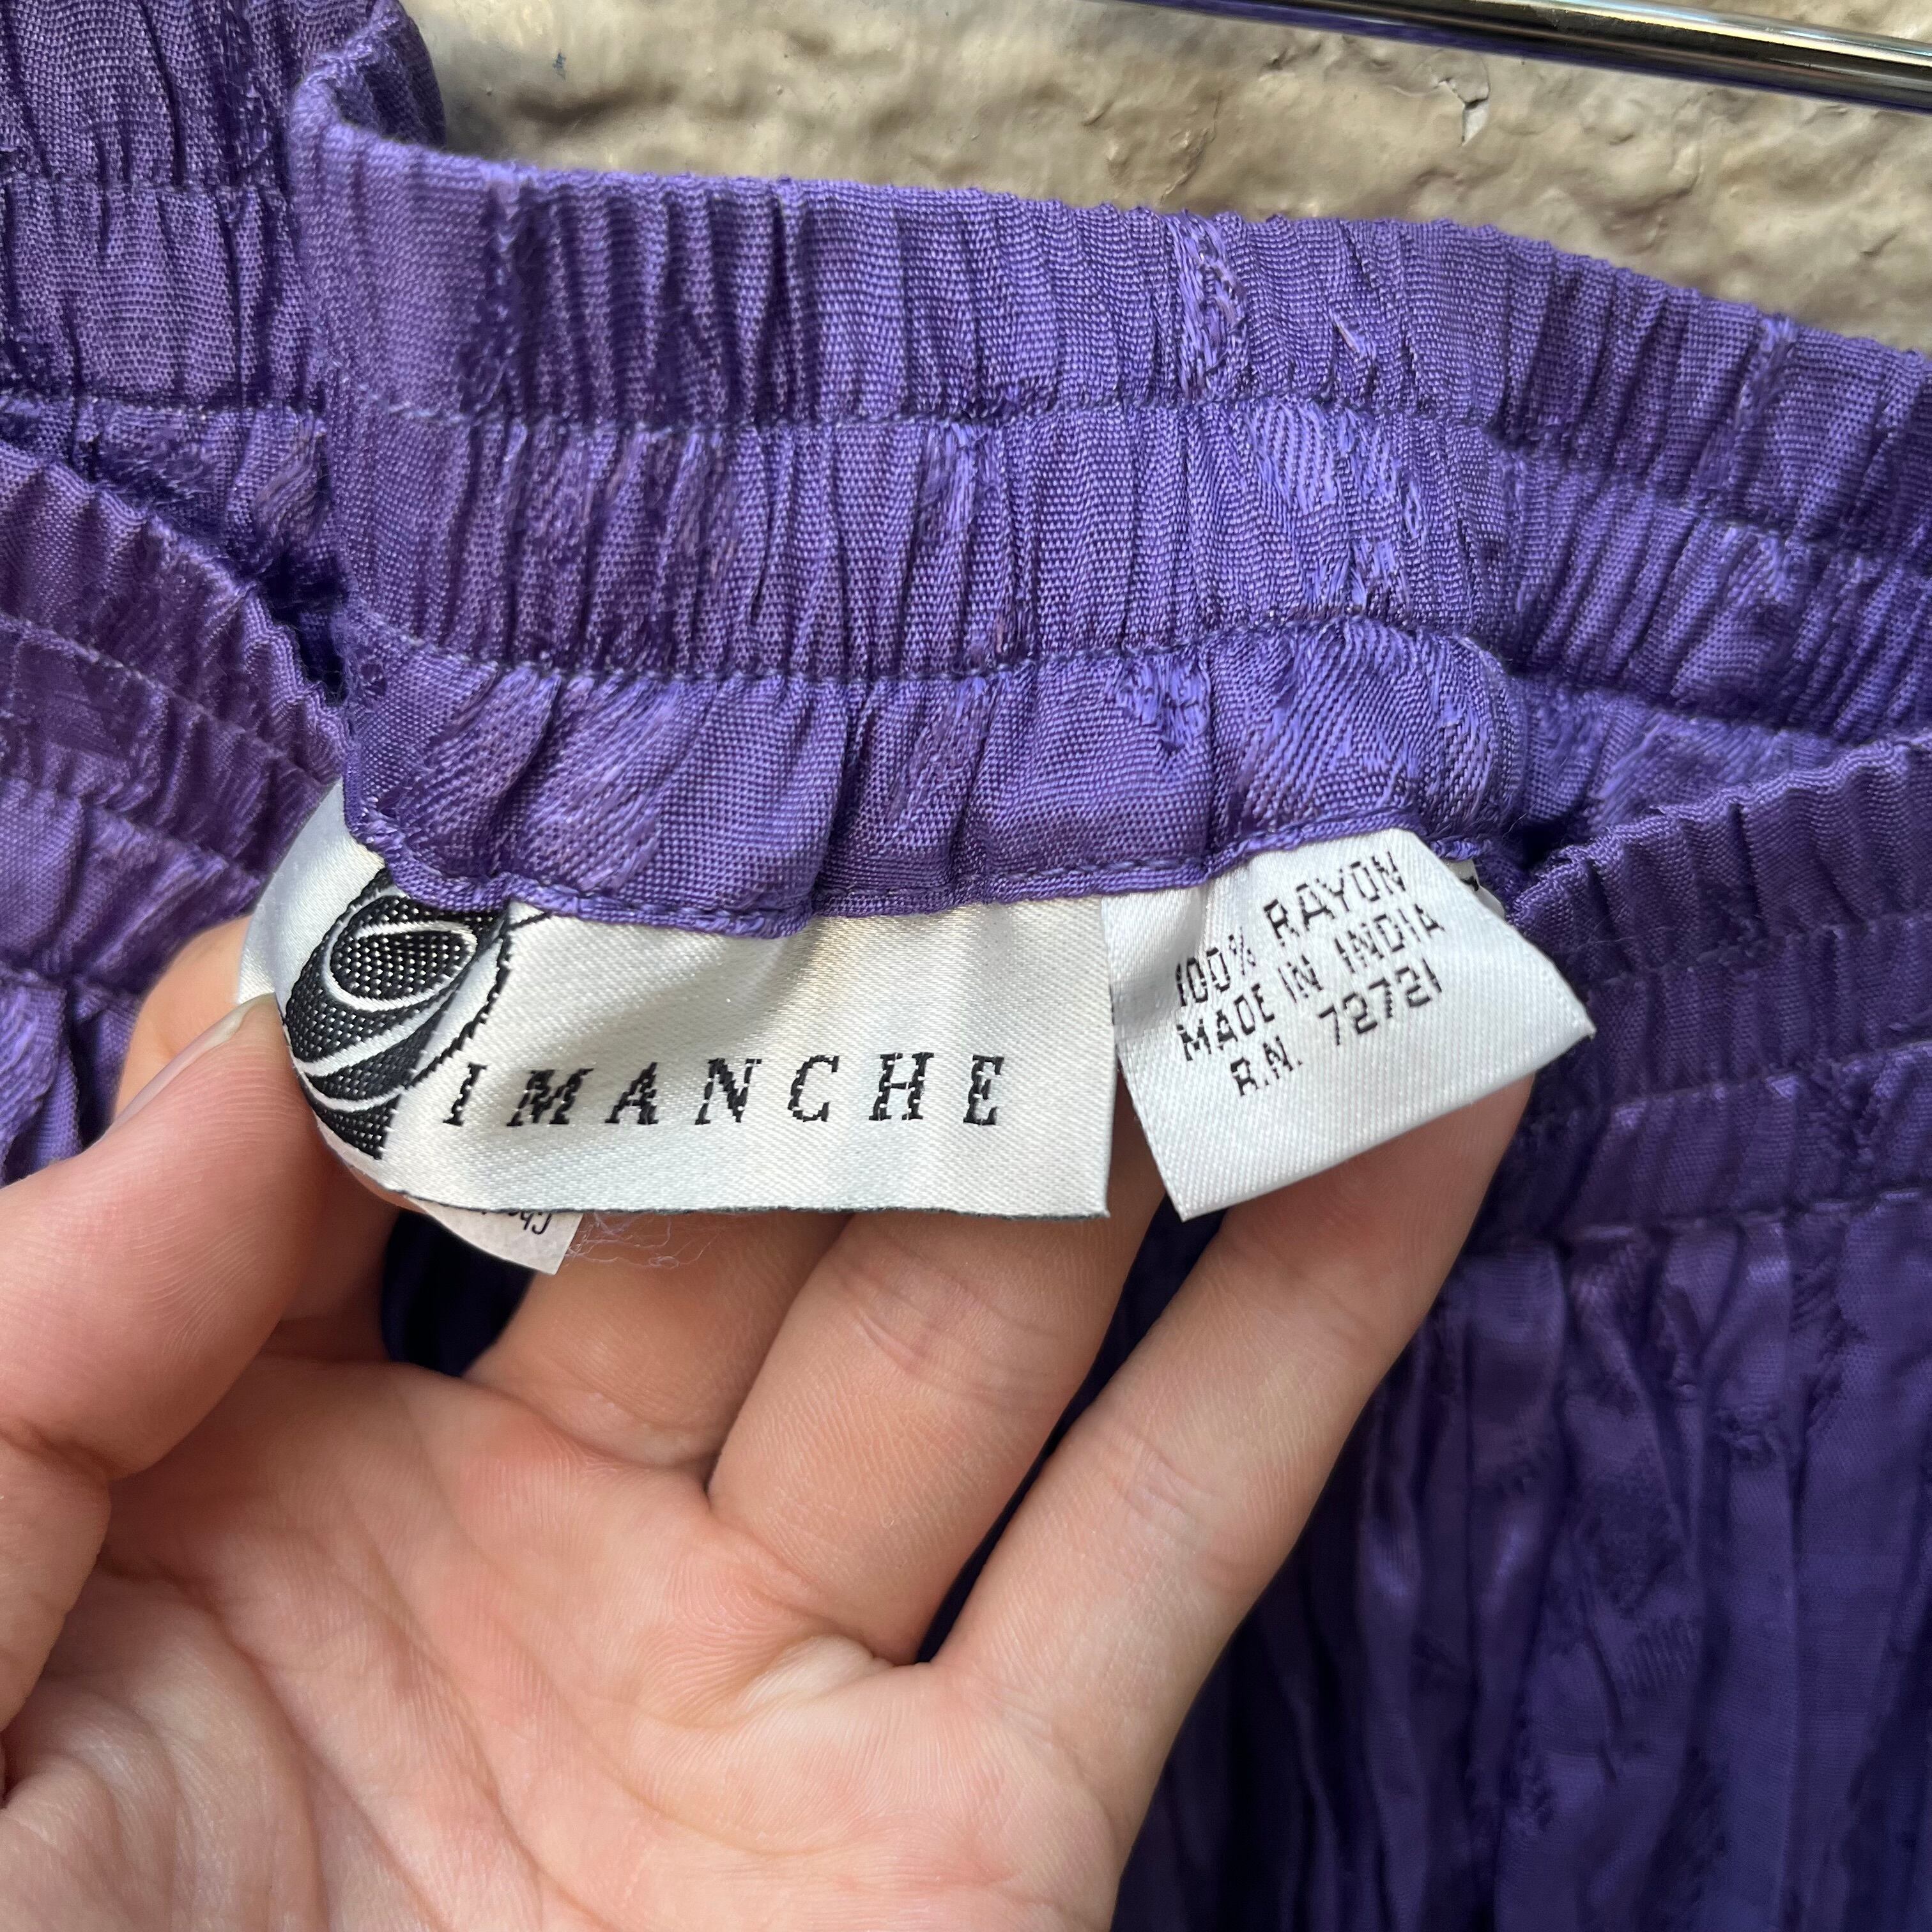 IMANCHE
100% RAYON
MADE IN INDIA
R.N. 72721